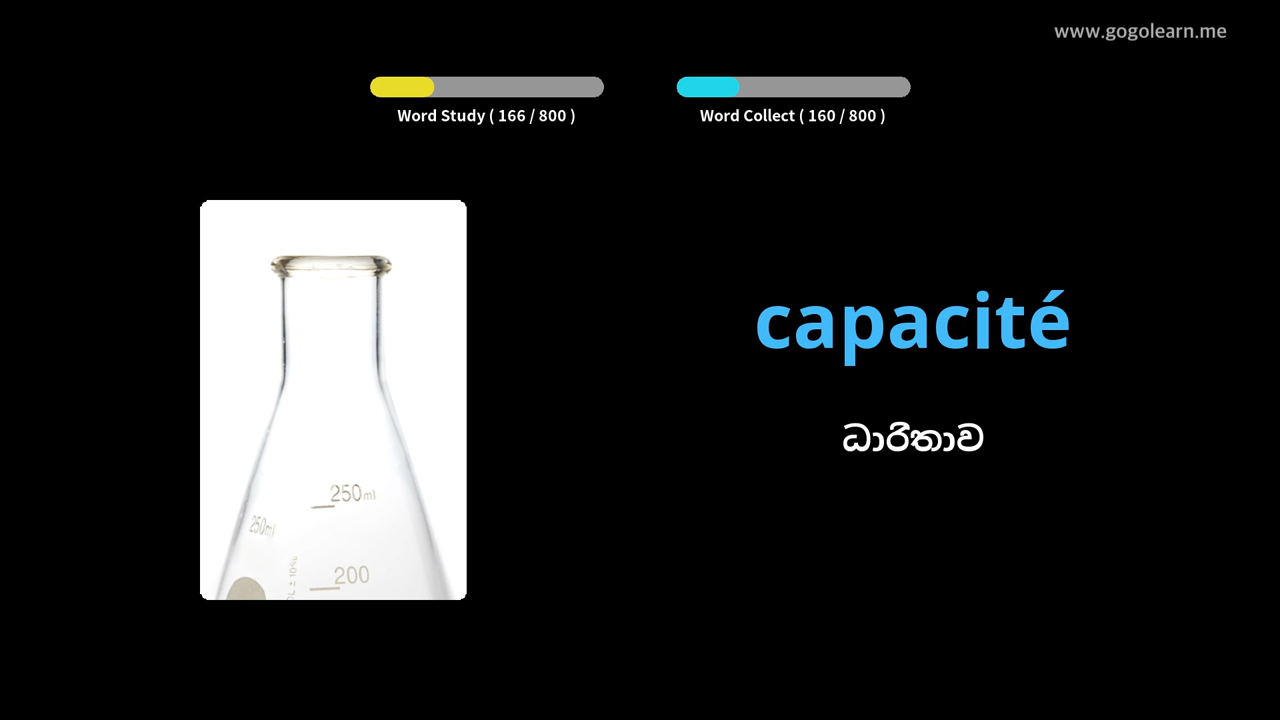 www.gogolearn.me
Word Study ( 166 / 800 )
Word Collect ( 160 / 800 )
capacité
ධාරිතාව
250ml
250ml
200